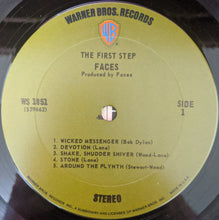 WARNER BROS. RECORDS
THE FIRST STEP
FACES
Produced by Faces
WS 1851
(S39662)
SIDE
1
1. WICKED MESSENGER (Bob Dylan)
2. DEVOTION (Lane)
3. SHAKE, SHUDDER SHIVER (Wood-Lane)
4. STONE (Lane)
5. AROUND THE PLYNTH (Stewart-Wood)
STEREO